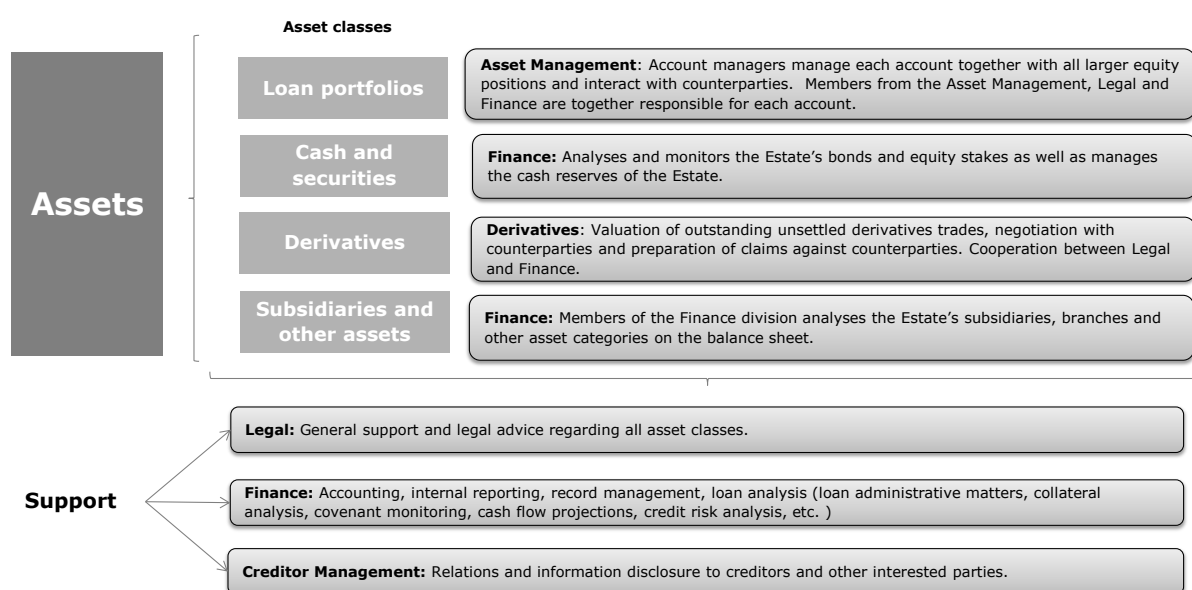 Asset classes
Assets
Loan portfolios
Asset Management: Account managers manage each account together with all larger equity
positions and interact with counterparties. Members from the Asset Management, Legal and
Finance are together responsible for each account.
Cash and
securities
Finance: Analyses and monitors the Estate's bonds and equity stakes as well as manages
the cash reserves of the Estate.
Derivatives
Derivatives: Valuation of outstanding unsettled derivatives trades, negotiation with
counterparties and preparation of claims against counterparties. Cooperation between Legal
and Finance.
Subsidiaries and
other assets
Finance: Members of the Finance division analyses the Estate's subsidiaries, branches and
other asset categories on the balance sheet.
Support
Legal: General support and legal advice regarding all asset classes.
Finance: Accounting, internal reporting, record management, loan analysis (loan administrative matters, collateral
analysis, covenant monitoring, cash flow projections, credit risk analysis, etc. )
Creditor Management: Relations and information disclosure to creditors and other interested parties.